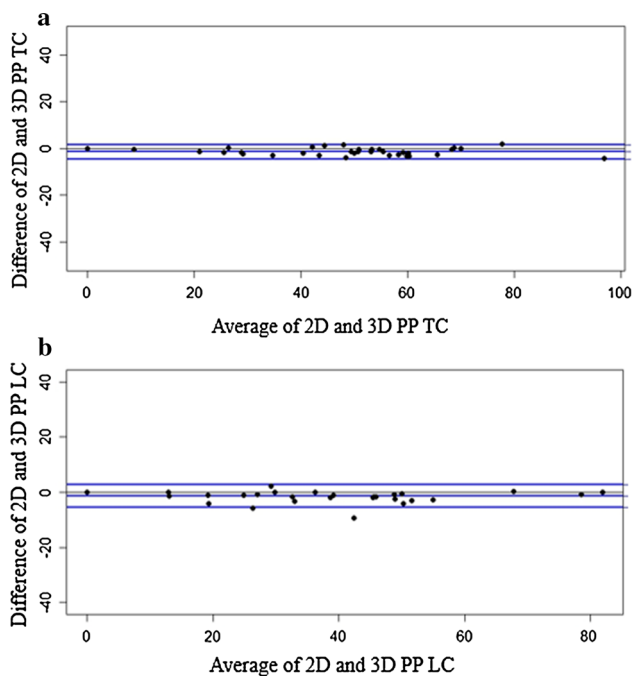 a
Difference of 2D and 3D PP TC
40
20
0
-20
-40
0 20 40 60 80 100
Average of 2D and 3D PP TC
b
Difference of 2D and 3D PP LC
40
20
0
-20
-40
0 20 40 60 80
Average of 2D and 3D PP LC